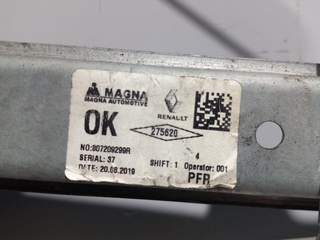 MAGNA
MAGNA AUTOMOTIVE
RENAULT
OK
275620
NO:807209299R
4
SERIAL: 37
SHIFT: 1 Operator: 001
DATE: 20.08.2019
PFR